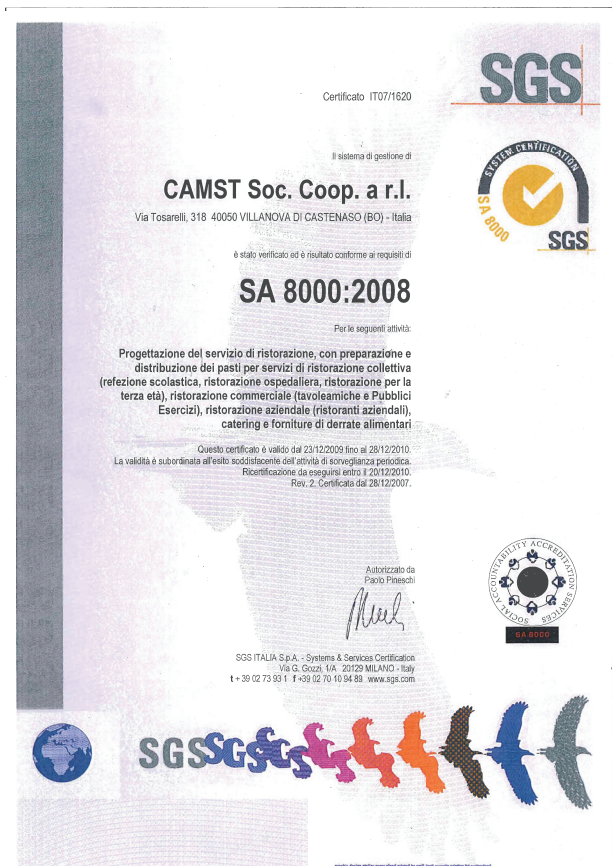 SGS
Certificato IT07/1620
Il sistema di gestione di
CAMST Soc. Coop. a r.l.
Via Tosarelli, 318 40050 VILLANOVA DI CASTENASO (BO) - Italia
SYSTEM CERTIFICATION
SA 8000
SGS
è stato verificato ed è risultato conforme ai requisiti di
SA 8000:2008
Per le seguenti attività:
Progettazione del servizio di ristorazione, con preparazione e
distribuzione dei pasti per servizi di ristorazione collettiva
(refezione scolastica, ristorazione ospedaliera, ristorazione per la
terza età), ristorazione commerciale (tavoleamiche e Pubblici
Esercizi), ristorazione aziendale (ristoranti aziendali),
catering e forniture di derrate alimentari
Questo certificato è valido dal 23/12/2009 fino al 28/12/2010.
La validità è subordinata all'esito soddisfacente dell'attività di sorveglianza periodica.
Ricertificazione da eseguirsi entro il 20/12/2010.
Rev. 2. Certificata dal 28/12/2007.
SOCIAL ACCOUNTABILITY ACCREDITATION SERVICES
SA 8000
Autorizzato da
Paolo Pineschi
SGS ITALIA S.p.A. - Systems & Services Certification
Via G. Gozzi, 1/A 20129 MILANO - Italy
t + 39 02 73 93 1 f +39 02 70 10 94 89 www.sgs.com
SGSSGSSGS